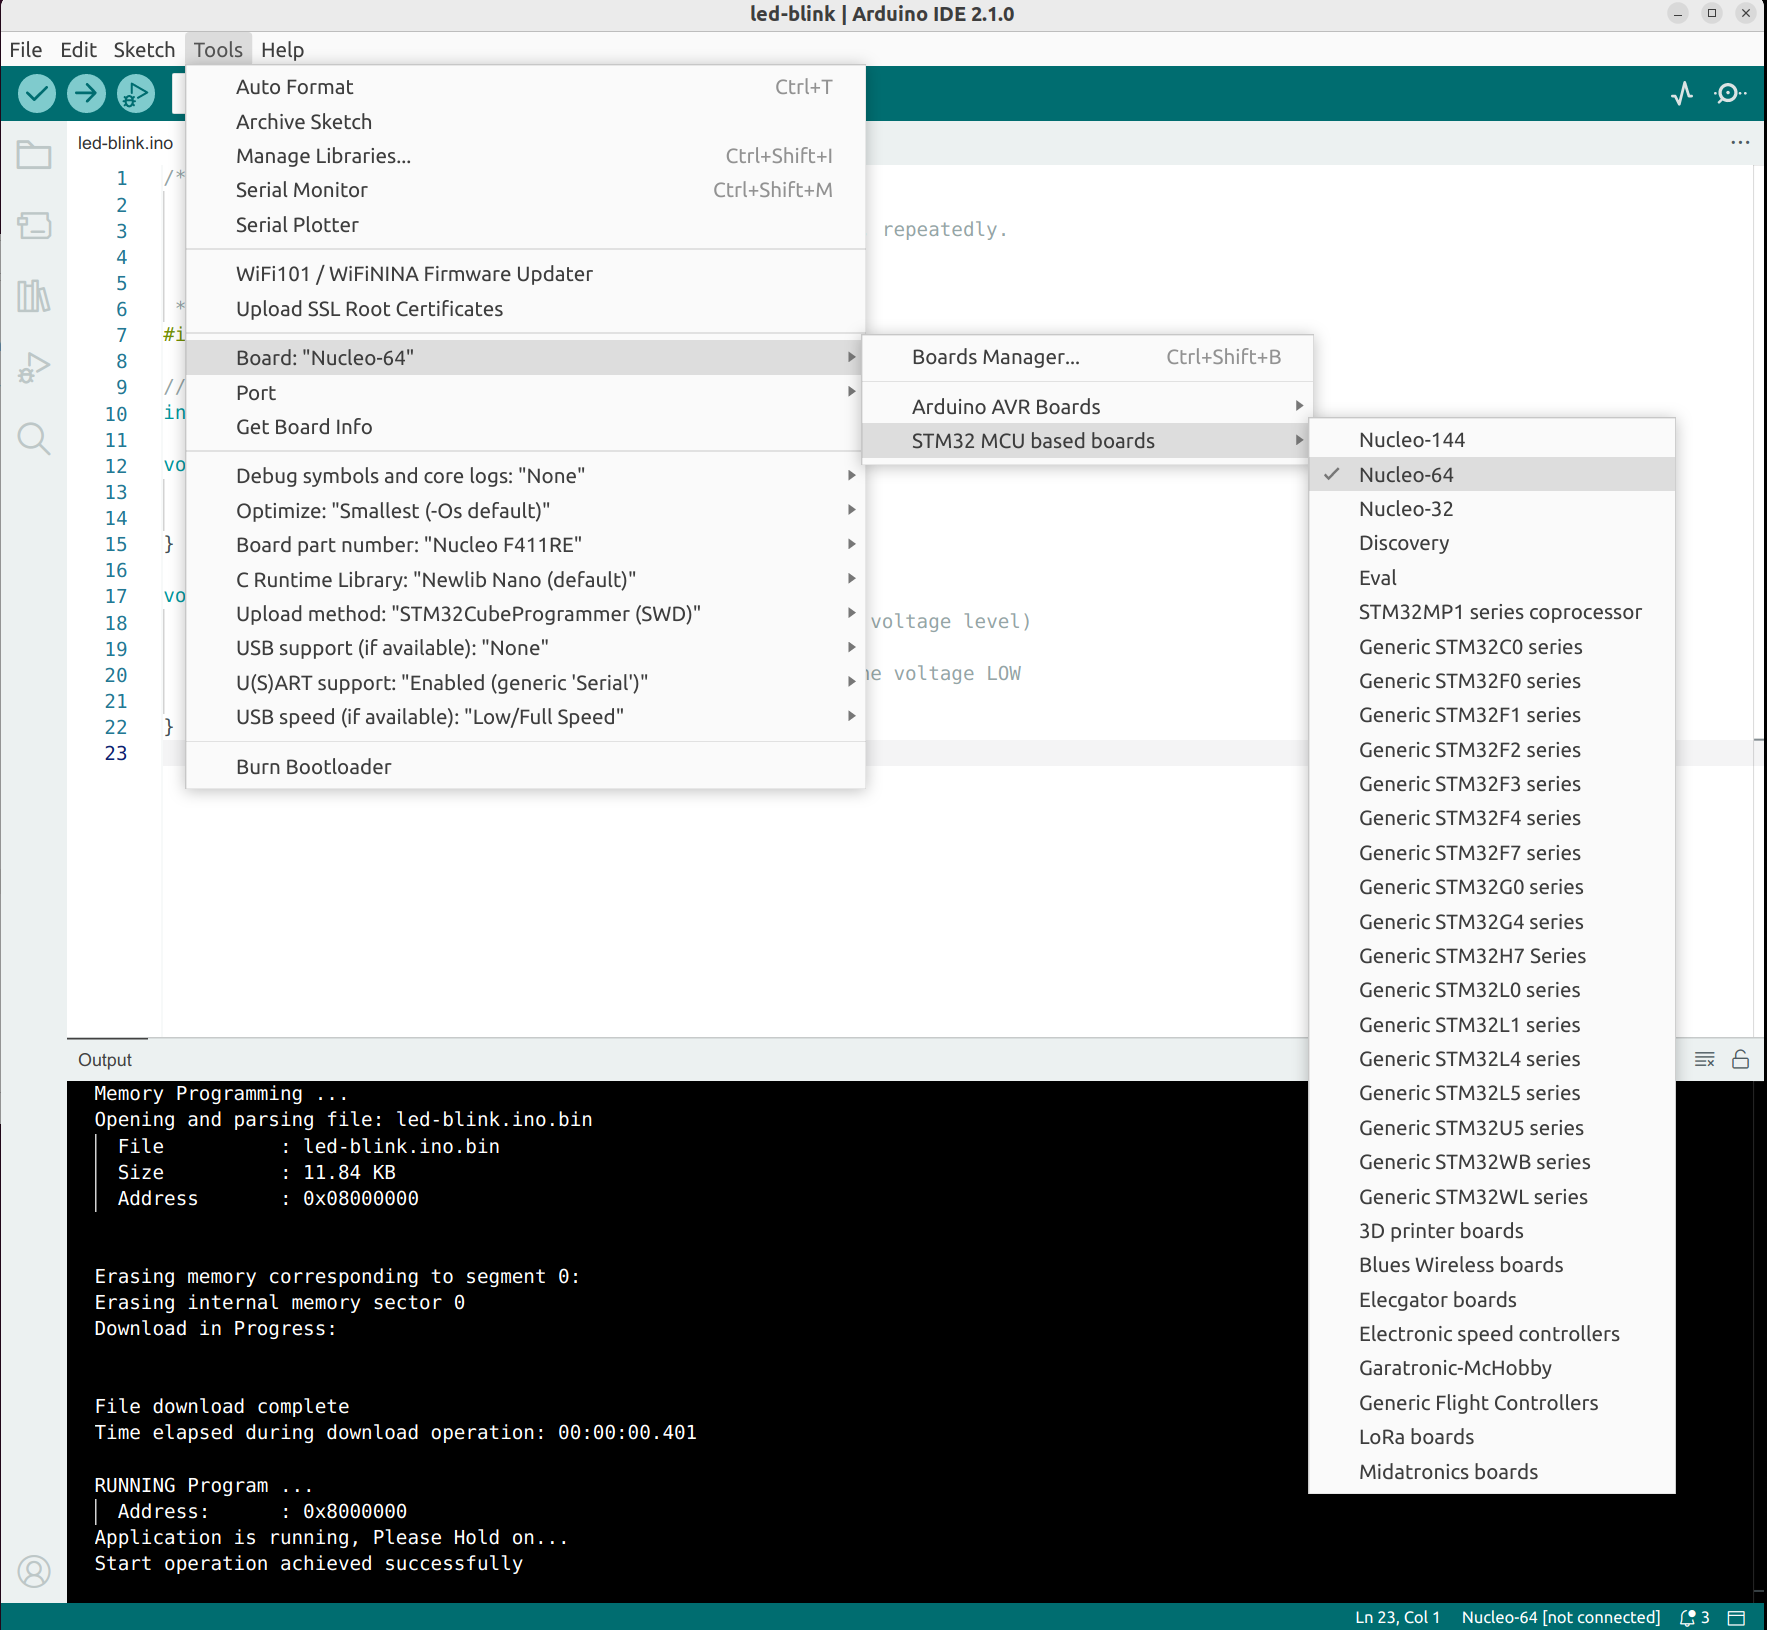 led-blink | Arduino IDE 2.1.0
File Edit Sketch Tools Help
Auto Format Ctrl+T
Archive Sketch
Manage Libraries... Ctrl+Shift+I
Serial Monitor Ctrl+Shift+M
Serial Plotter
WiFi101 / WiFiNINA Firmware Updater
Upload SSL Root Certificates
Board: "Nucleo-64"
Port
Get Board Info
Debug symbols and core logs: "None"
Optimize: "Smallest (-Os default)"
Board part number: "Nucleo F411RE"
C Runtime Library: "Newlib Nano (default)"
Upload method: "STM32CubeProgrammer (SWD)"
USB support (if available): "None"
U(S)ART support: "Enabled (generic 'Serial')"
USB speed (if available): "Low/Full Speed"
Burn Bootloader
Boards Manager... Ctrl+Shift+B
Arduino AVR Boards
STM32 MCU based boards
Nucleo-144
Nucleo-64
Nucleo-32
Discovery
Eval
STM32MP1 series coprocessor
Generic STM32C0 series
Generic STM32F0 series
Generic STM32F1 series
Generic STM32F2 series
Generic STM32F3 series
Generic STM32F4 series
Generic STM32F7 series
Generic STM32G0 series
Generic STM32G4 series
Generic STM32H7 Series
Generic STM32L0 series
Generic STM32L1 series
Generic STM32L4 series
Generic STM32L5 series
Generic STM32U5 series
Generic STM32WB series
Generic STM32WL series
3D printer boards
Blues Wireless boards
Elecgator boards
Electronic speed controllers
Garatronic-McHobby
Generic Flight Controllers
LoRa boards
Midatronics boards
led-blink.ino
1 /*
2
3 repeatedly.
4
5
6 *
7 #i
8
9 //
10 in
11
12 vo
13
14
15 }
16
17 vo
18 voltage level)
19
20 voltage LOW
21
22 }
23
Output
Memory Programming ...
Opening and parsing file: led-blink.ino.bin
File : led-blink.ino.bin
Size : 11.84 KB
Address : 0x08000000
Erasing memory corresponding to segment 0:
Erasing internal memory sector 0
Download in Progress:
File download complete
Time elapsed during download operation: 00:00:00.401
RUNNING Program ...
Address: : 0x8000000
Application is running, Please Hold on...
Start operation achieved successfully
Ln 23, Col 1 Nucleo-64 [not connected] 3